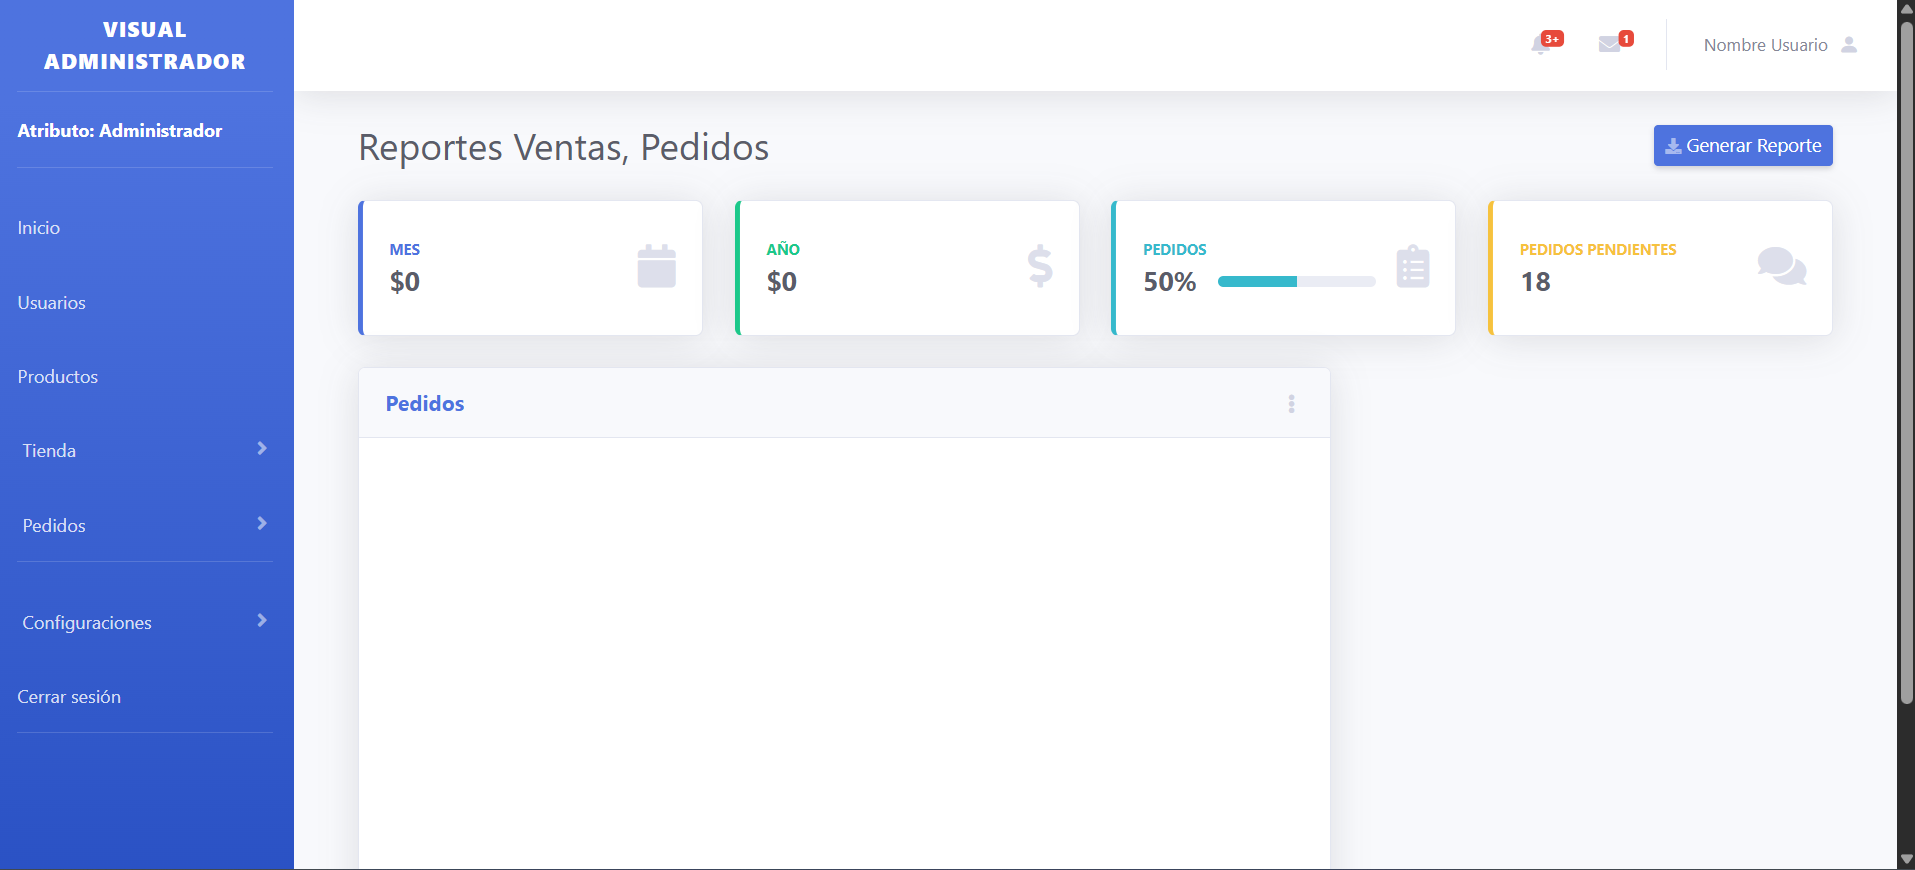 VISUAL
ADMINISTRADOR
Atributo: Administrador
Inicio
Usuarios
Productos
Tienda
Pedidos
Configuraciones
Cerrar sesión
3+
1
Nombre Usuario
Reportes Ventas, Pedidos
Generar Reporte
MES
$0
AÑO
$0
PEDIDOS
50%
PEDIDOS PENDIENTES
18
Pedidos